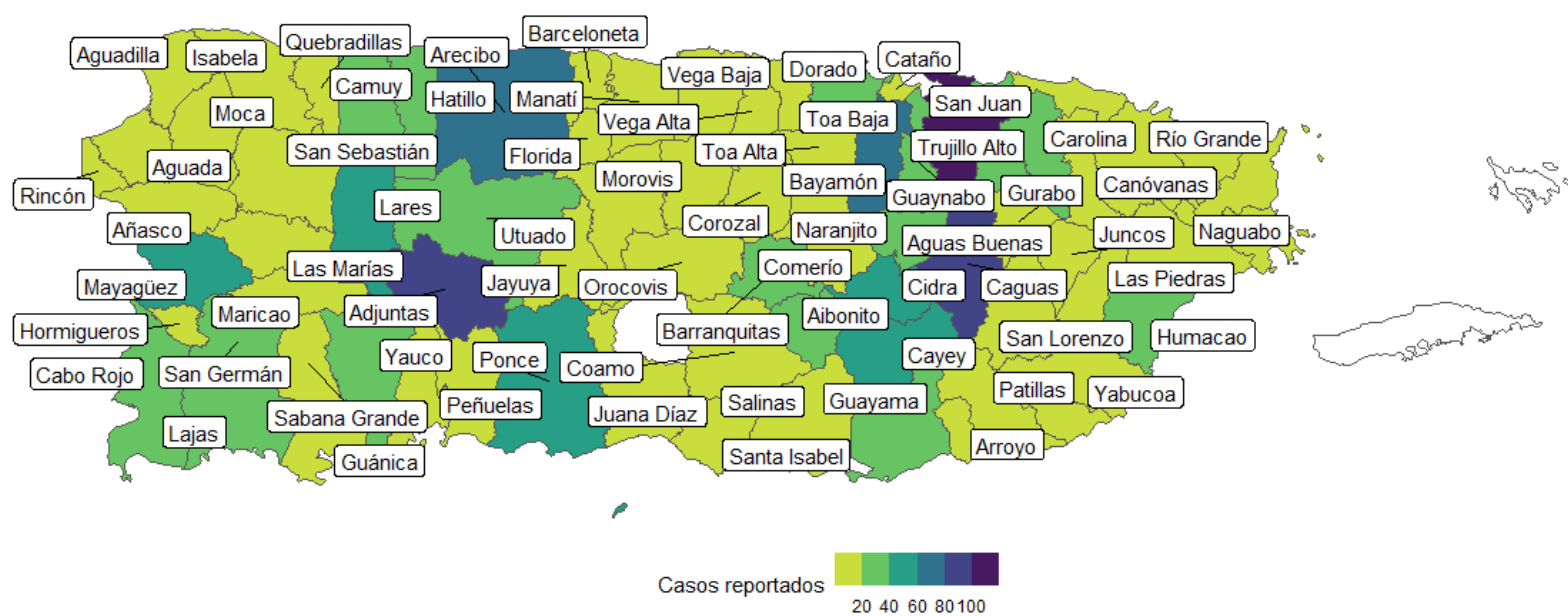 Barceloneta
Quebradillas
Aguadilla
Isabela
Arecibo
Cataño
Vega Baja
Dorado
Camuy
Hatillo
Manatí
San Juan
Moca
Vega Alta
Toa Baja
Carolina
Río Grande
San Sebastián
Florida
Toa Alta
Trujillo Alto
Aguada
Morovis
Bayamón
Canóvanas
Rincón
Guaynabo
Gurabo
Lares
Corozal
Añasco
Utuado
Naranjito
Aguas Buenas
Juncos
Naguabo
Las Marías
Comerío
Mayagüez
Jayuya
Orocovis
Cidra
Caguas
Las Piedras
Maricao
Adjuntas
Aibonito
Hormigueros
Barranquitas
San Lorenzo
Humacao
Yauco
Ponce
Cayey
Cabo Rojo
San Germán
Coamo
Patillas
Yabucoa
Sabana Grande
Peñuelas
Juana Díaz
Salinas
Guayama
Lajas
Arroyo
Guánica
Santa Isabel
Casos reportados
20 40 60 80 100